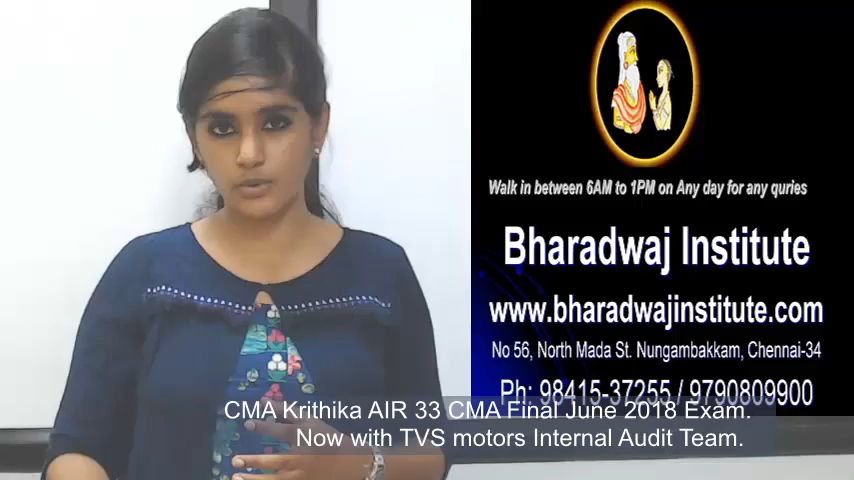 Walk in between 6AM to 1PM on Any day for any quries
Bharadwaj Institute
www.bharadwajinstitute.com
No 56, North Mada St. Nungambakkam, Chennai-34
Ph: 98415-37255 / 9790809900
CMA Krithika AIR 33 CMA Final June 2018 Exam.
Now with TVS motors Internal Audit Team.